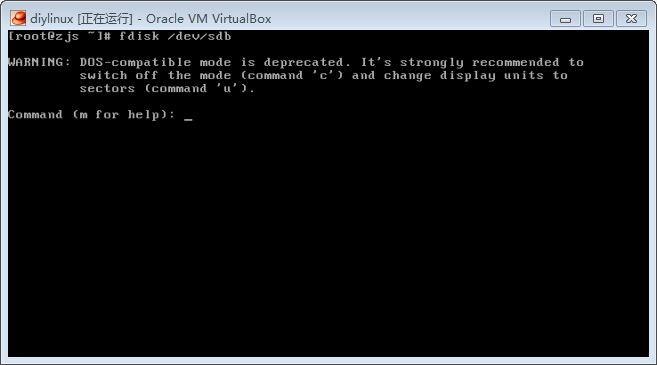 diylinux [正在运行] - Oracle VM VirtualBox
[root@zjs ~]# fdisk /dev/sdb
WARNING: DOS-compatible mode is deprecated. It's strongly recommended to
switch off the mode (command 'c') and change display units to
sectors (command 'u').
Command (m for help): _